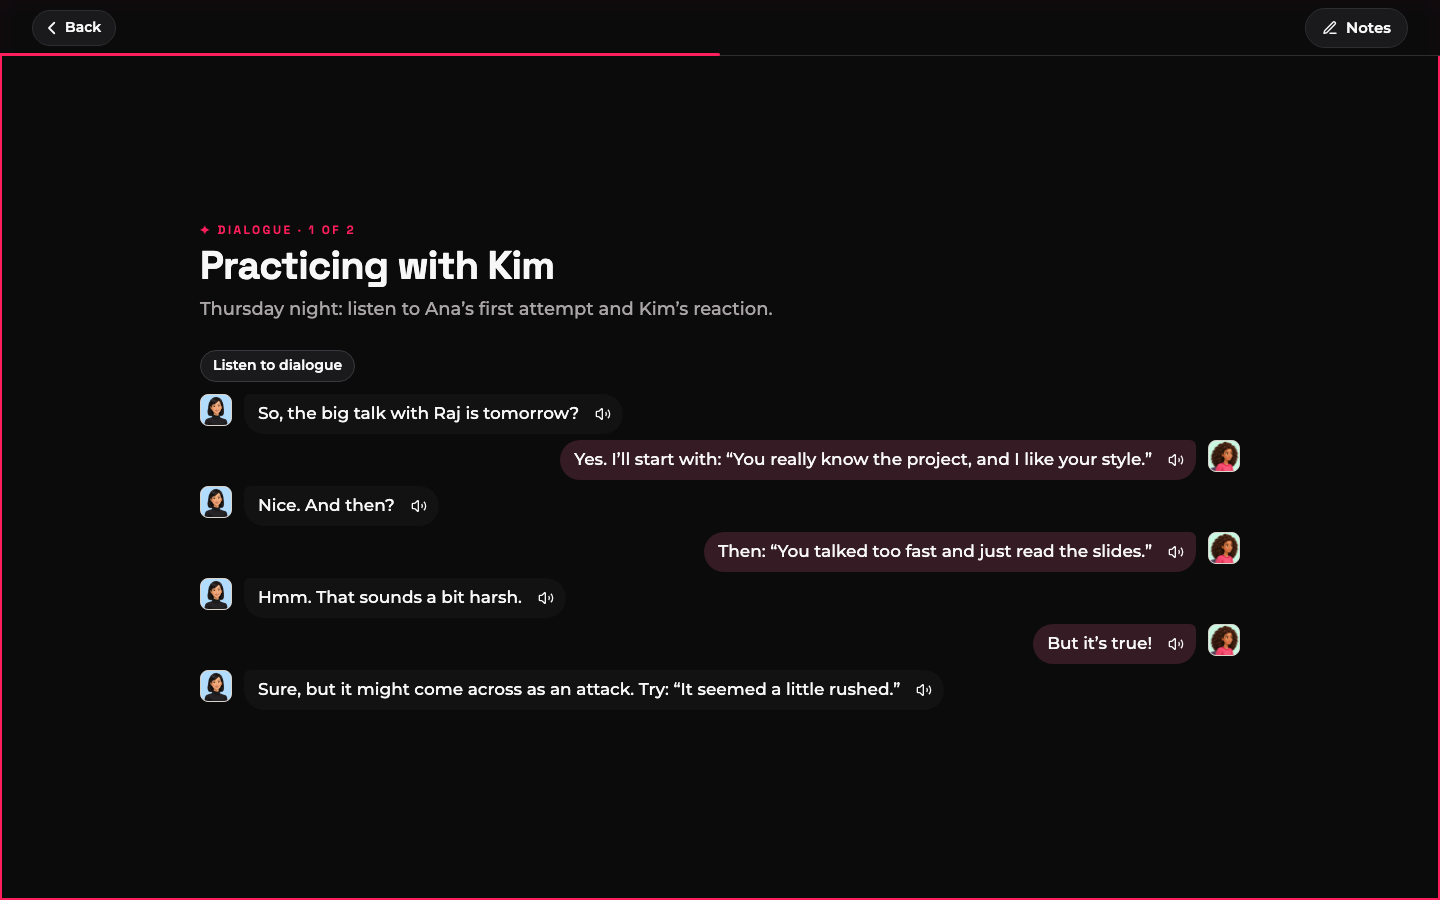 Back
Notes
✦ DIALOGUE · 1 OF 2
Practicing with Kim
Thursday night: listen to Ana’s first attempt and Kim’s reaction.
Listen to dialogue
So, the big talk with Raj is tomorrow?
Yes. I’ll start with: “You really know the project, and I like your style.”
Nice. And then?
Then: “You talked too fast and just read the slides.”
Hmm. That sounds a bit harsh.
But it’s true!
Sure, but it might come across as an attack. Try: “It seemed a little rushed.”